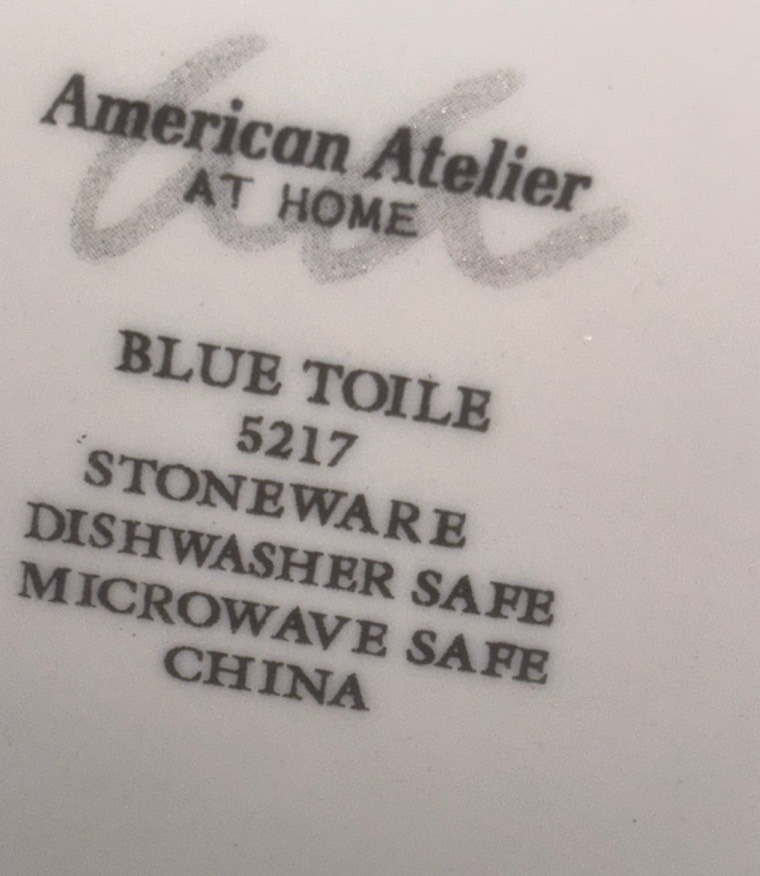 American Atelier
AT HOME
BLUE TOILE
5217
STONEWARE
DISHWASHER SAFE
MICROWAVE SAFE
CHINA